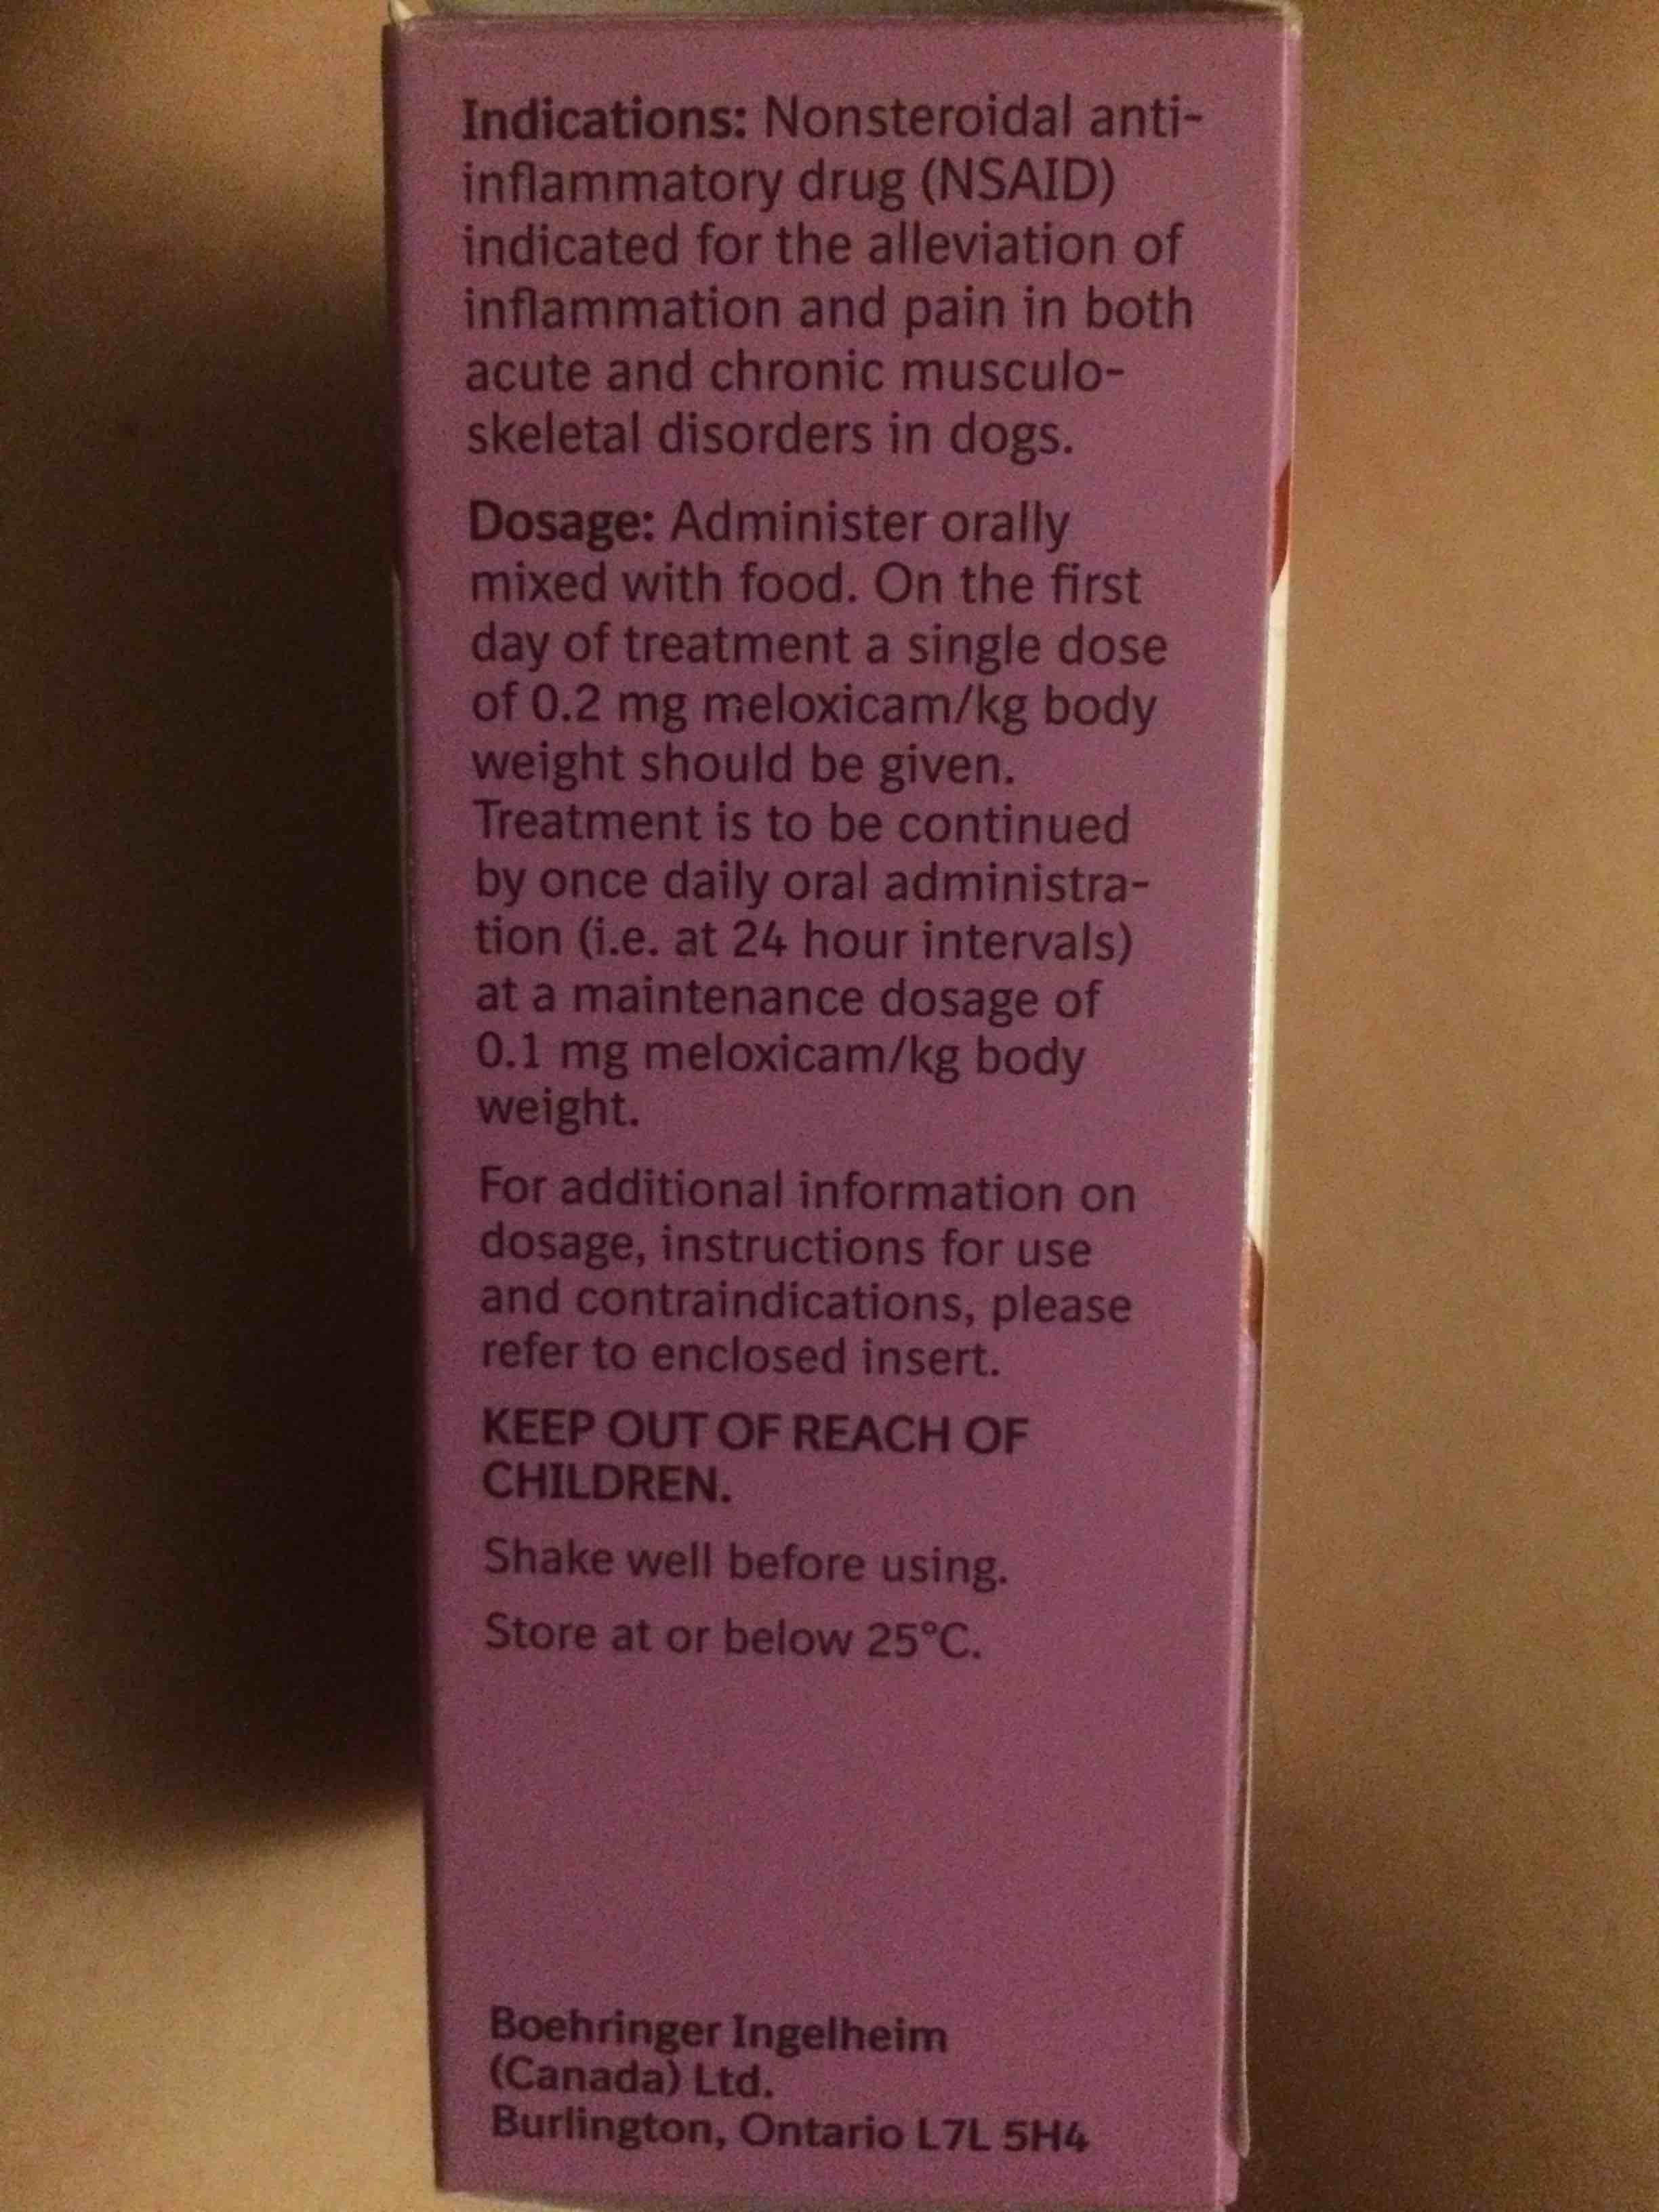 Indications: Nonsteroidal anti-
inflammatory drug (NSAID)
indicated for the alleviation of
inflammation and pain in both
acute and chronic musculo-
skeletal disorders in dogs.
Dosage: Administer orally
mixed with food. On the first
day of treatment a single dose
of 0.2 mg meloxicam/kg body
weight should be given.
Treatment is to be continued
by once daily oral administra-
tion (i.e. at 24 hour intervals)
at a maintenance dosage of
0.1 mg meloxicam/kg body
weight.
For additional information on
dosage, instructions for use
and contraindications, please
refer to enclosed insert.
KEEP OUT OF REACH OF
CHILDREN.
Shake well before using.
Store at or below 25°C.
Boehringer Ingelheim
(Canada) Ltd.
Burlington, Ontario L7L 5H4